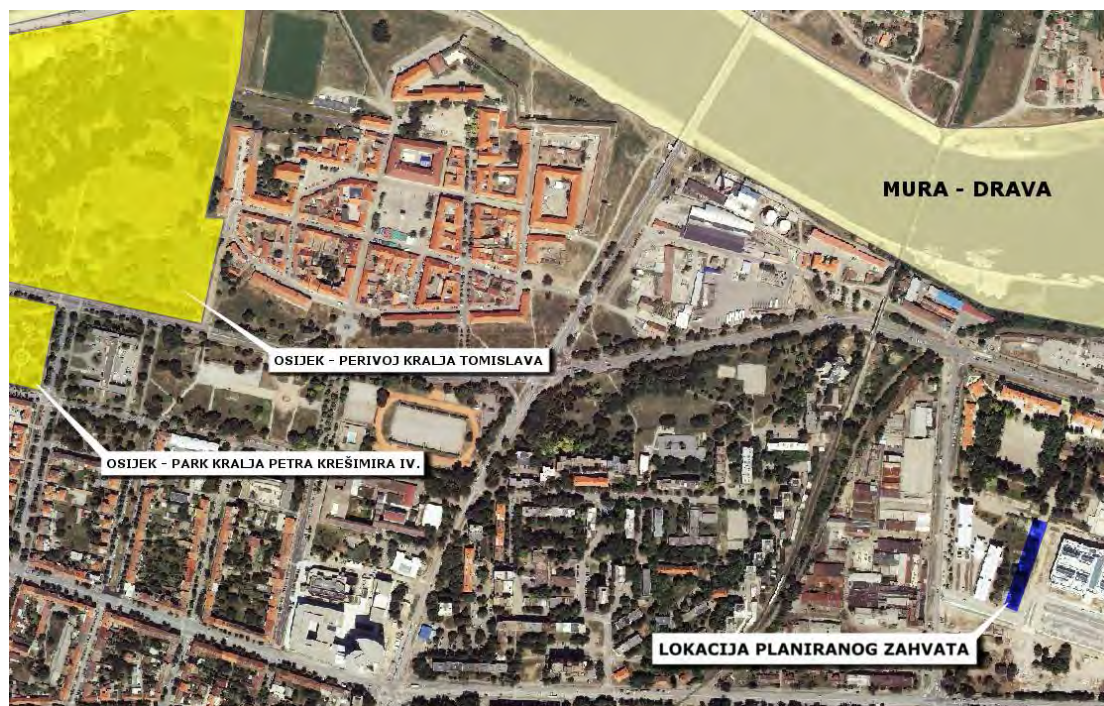 MURA - DRAVA
OSIJEK - PERIVOJ KRALJA TOMISLAVA
OSIJEK - PARK KRALJA PETRA KREŠIMIRA IV.
LOKACIJA PLANIRANOG ZAHVATA